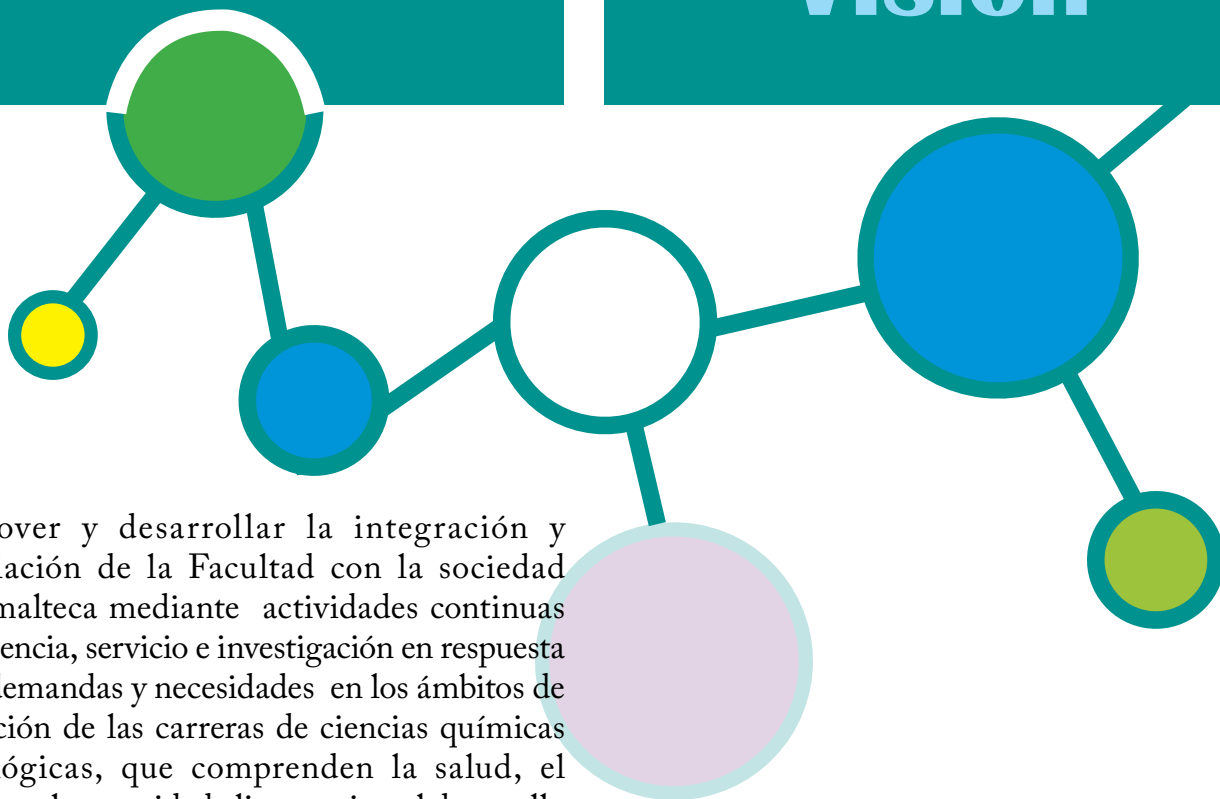 Visión
over y desarrollar la integración y
lación de la Facultad con la sociedad
malteca mediante actividades continuas
encia, servicio e investigación en respuesta
demandas y necesidades en los ámbitos de
ción de las carreras de ciencias químicas
lógicas, que comprenden la salud, el